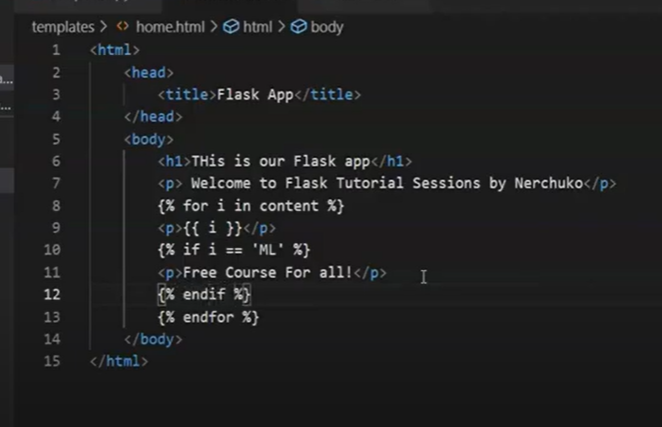 templates > home.html > html > body
1 <html>
2 <head>
3 <title>Flask App</title>
4 </head>
5 <body>
6 <h1>THis is our Flask app</h1>
7 <p> Welcome to Flask Tutorial Sessions by Nerchuko</p>
8 {% for i in content %}
9 <p>{{ i }}</p>
10 {% if i == 'ML' %}
11 <p>Free Course For all!</p>
12 {% endif %}
13 {% endfor %}
14 </body>
15 </html>